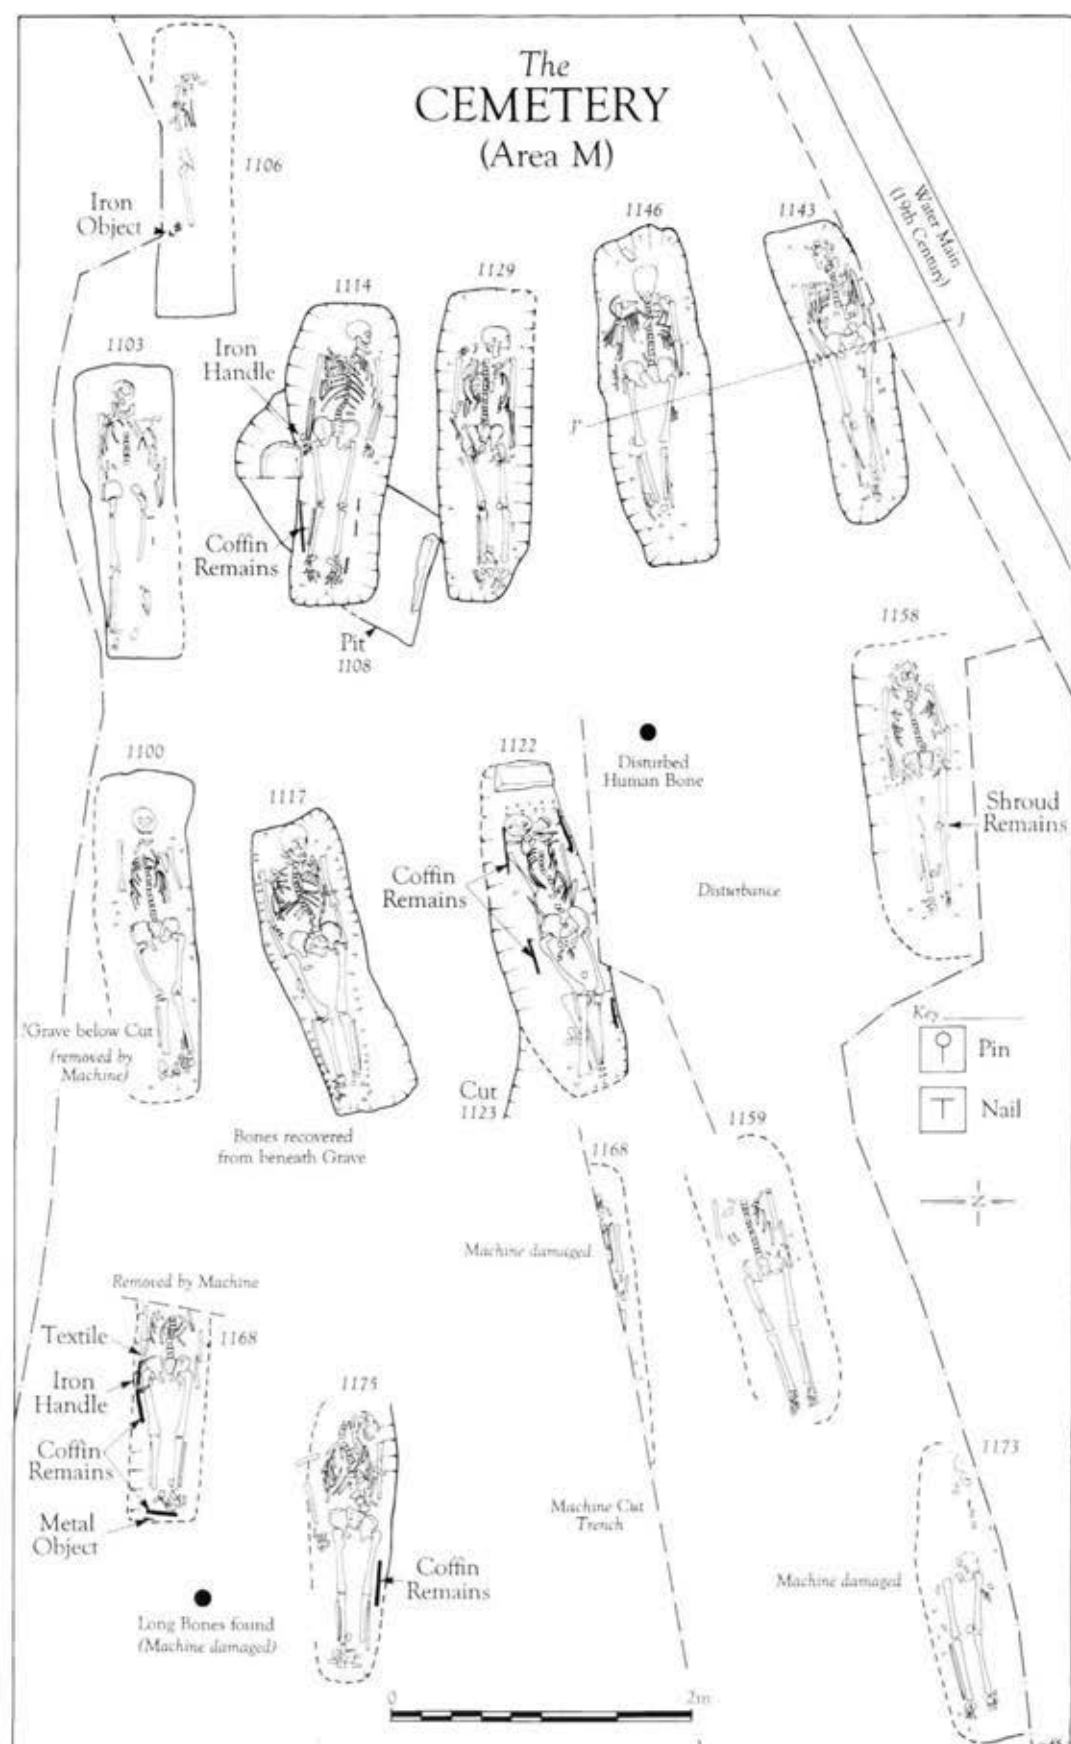 The
CEMETERY
(Area M)
1106
Iron
Object
Water Main
(19th Century)
1146
1143
1129
1114
1103
Iron
Handle
Coffin
Remains
Pit
1108
1158
1100
1122
1117
Disturbed
Human Bone
Shroud
Remains
Coffin
Remains
Disturbance
Key
Pin
Nail
?Grave below Cut
(removed by
Machine)
Cut
1123
Bones recovered
from beneath Grave
1159
1168
N
Machine damaged
Removed by Machine
Textile
1168
Iron
Handle
Coffin
Remains
Metal
Object
1175
Machine Cut
Trench
1173
Coffin
Remains
Machine damaged
Long Bones found
(Machine damaged)
0
2m